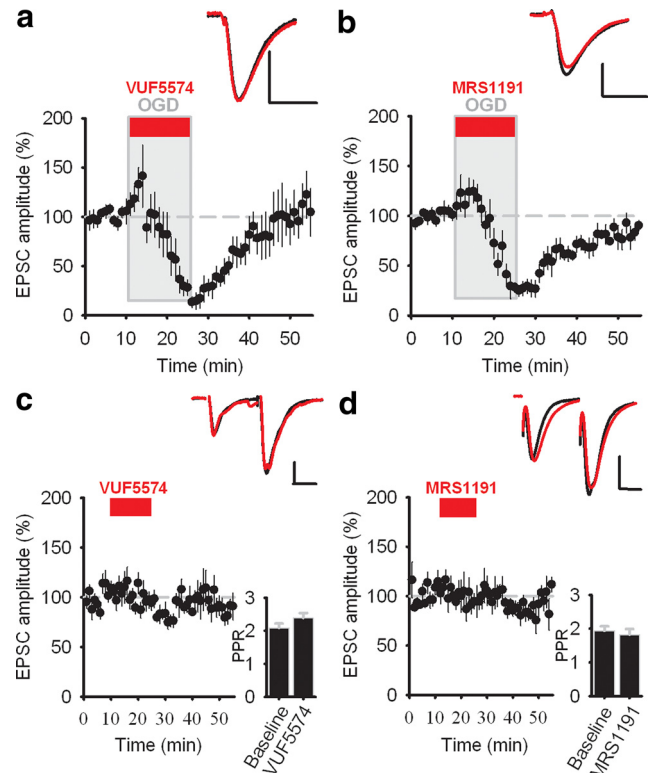 a
VUF5574
OGD
200
150
100
50
0
EPSC amplitude (%)
0 10 20 30 40 50
Time (min)
b
MRS1191
OGD
200
150
100
50
0
EPSC amplitude (%)
0 10 20 30 40 50
Time (min)
c
VUF5574
200
150
100
50
0
EPSC amplitude (%)
0 10 20 30 40 50
Time (min)
3
2
1
0
PPR
Baseline
VUF5574
d
MRS1191
200
150
100
50
0
EPSC amplitude (%)
0 10 20 30 40 50
Time (min)
3
2
1
0
PPR
Baseline
MRS1191